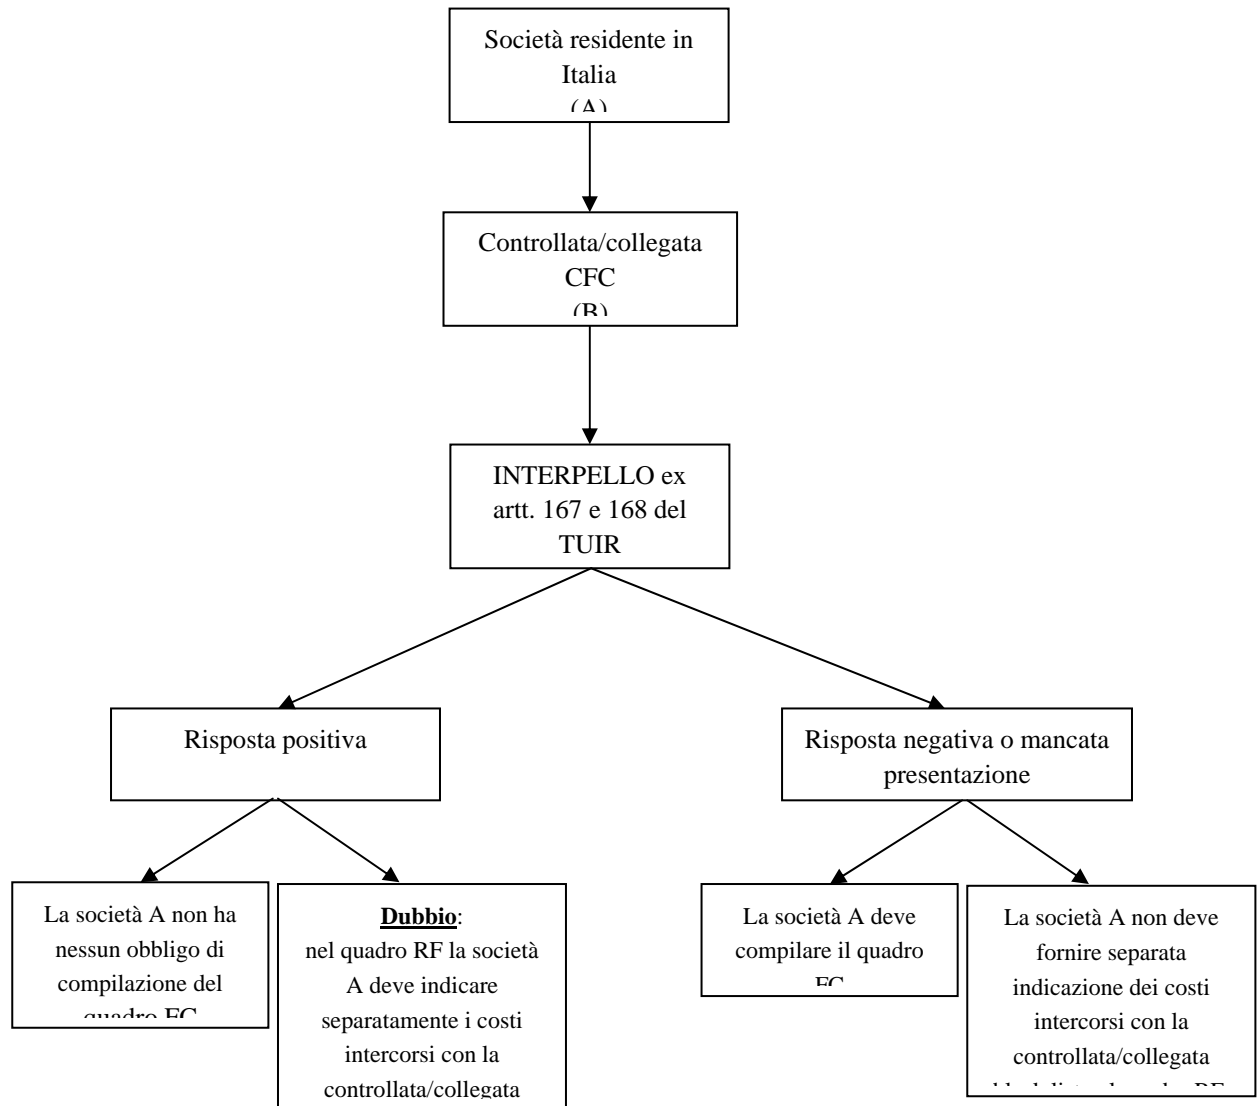 Società residente in
Italia
(A)
Controllata/collegata
CFC
(B)
INTERPELLO ex
artt. 167 e 168 del
TUIR
Risposta positiva
Risposta negativa o mancata
presentazione
La società A non ha
nessun obbligo di
compilazione del
quadro FC
Dubbio:
nel quadro RF la società
A deve indicare
separatamente i costi
intercorsi con la
controllata/collegata
La società A deve
compilare il quadro
FC
La società A non deve
fornire separata
indicazione dei costi
intercorsi con la
controllata/collegata